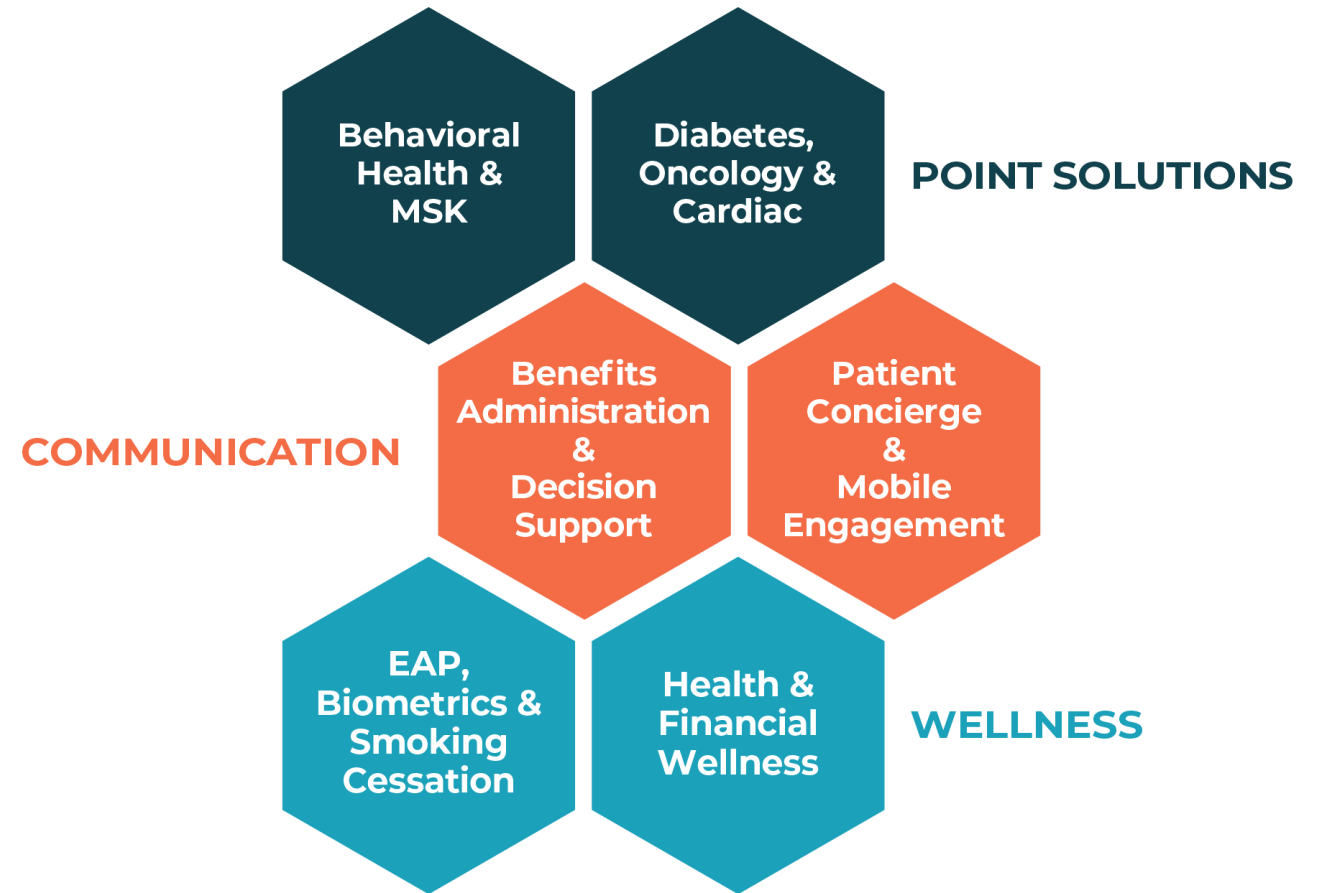 Behavioral
Health &
MSK
Diabetes,
Oncology &
Cardiac
POINT SOLUTIONS
COMMUNICATION
Benefits
Administration
&
Decision
Support
Patient
Concierge
&
Mobile
Engagement
EAP,
Biometrics &
Smoking
Cessation
Health &
Financial
Wellness
WELLNESS